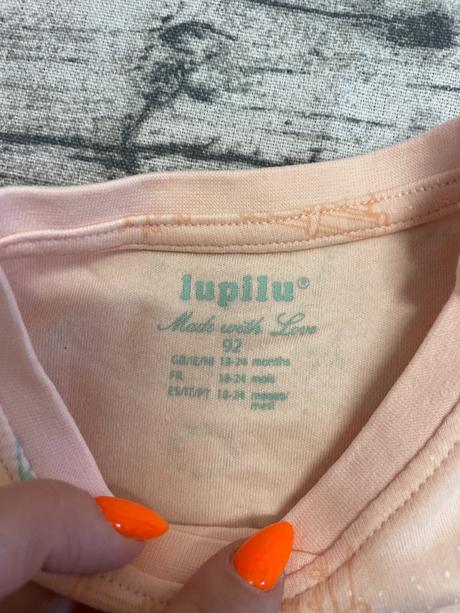 lupilu®
Made with Love
92
GB/IE/NI 18-24 months
FR 18-24 mois
ES/IT/PT 18-24 meses/
mesi